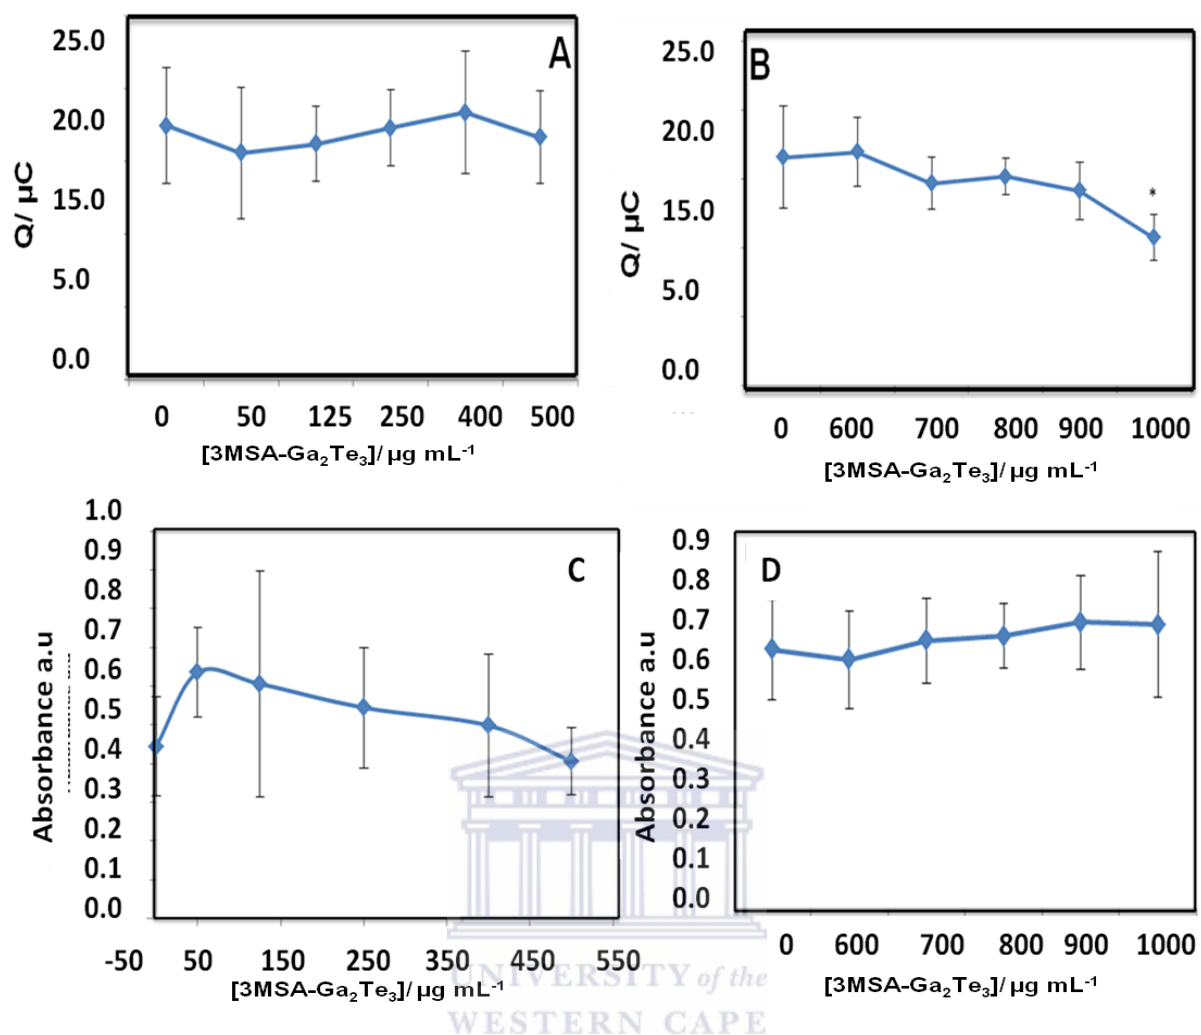 A
25.0
20.0
15.0
5.0
0.0
Q/ µC
0 50 125 250 400 500
[3MSA-Ga₂Te₃]/ µg mL⁻¹
B
25.0
20.0
15.0
5.0
0.0
Q/ µC
*
0 600 700 800 900 1000
[3MSA-Ga₂Te₃]/ µg mL⁻¹
C
1.0
0.9
0.8
0.7
0.6
0.5
0.4
0.3
0.2
0.1
0.0
Absorbance a.u
-50 50 150 250 350 450 550
[3MSA-Ga₂Te₃]/ µg mL⁻¹
D
0.9
0.8
0.7
0.6
0.5
0.4
0.3
0.2
0.1
0.0
Absorbance a.u
0 600 700 800 900 1000
[3MSA-Ga₂Te₃]/ µg mL⁻¹
UNIVERSITY of the
WESTERN CAPE